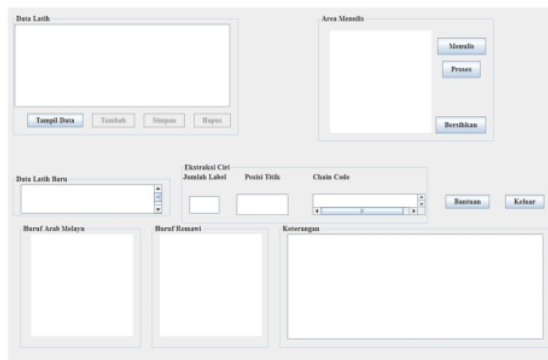 Data Latih
Area Menulis
Menulis
Proses
Tampil Data
Tambah
Simpan
Hapus
Bersihkan
Ekstraksi Ciri
Data Latih Baru
Jumlah Label
Posisi Titik
Chain Code
Bantuan
Keluar
Huruf Arab Melayu
Huruf Romawi
Keterangan